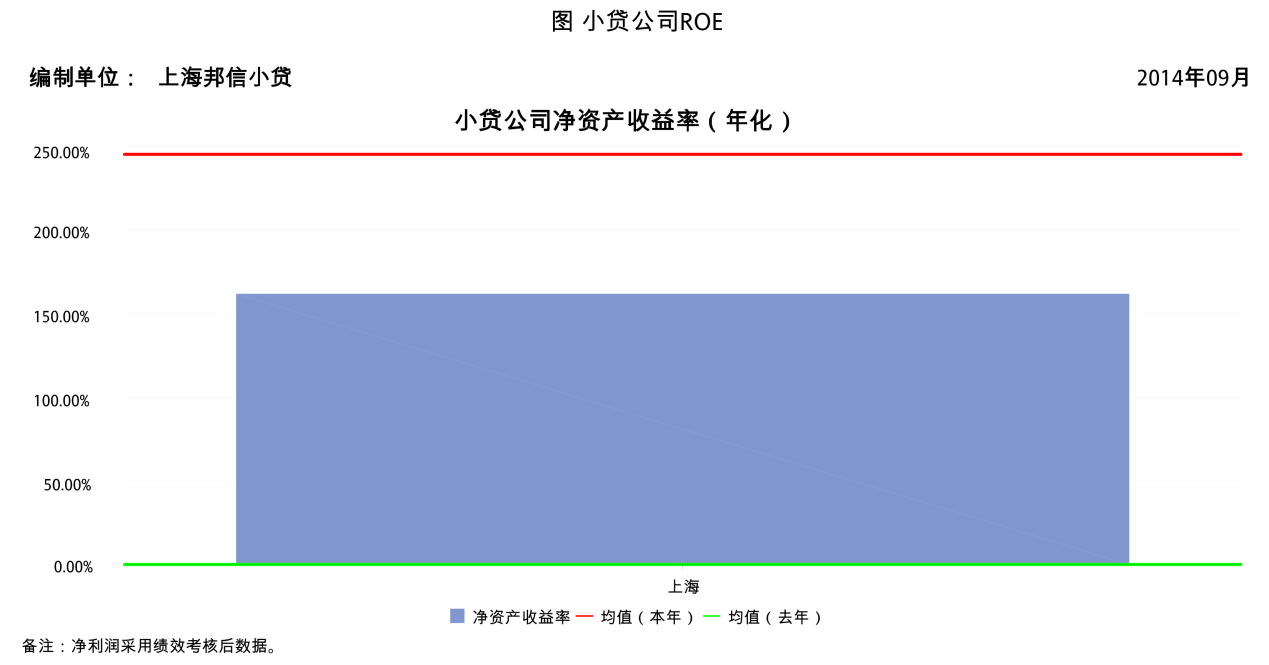 图 小贷公司ROE
编制单位： 上海邦信小贷 2014年09月
小贷公司净资产收益率（年化）
250.00%
200.00%
150.00%
100.00%
50.00%
0.00%
上海
净资产收益率 均值（本年） 均值（去年）
备注：净利润采用绩效考核后数据。